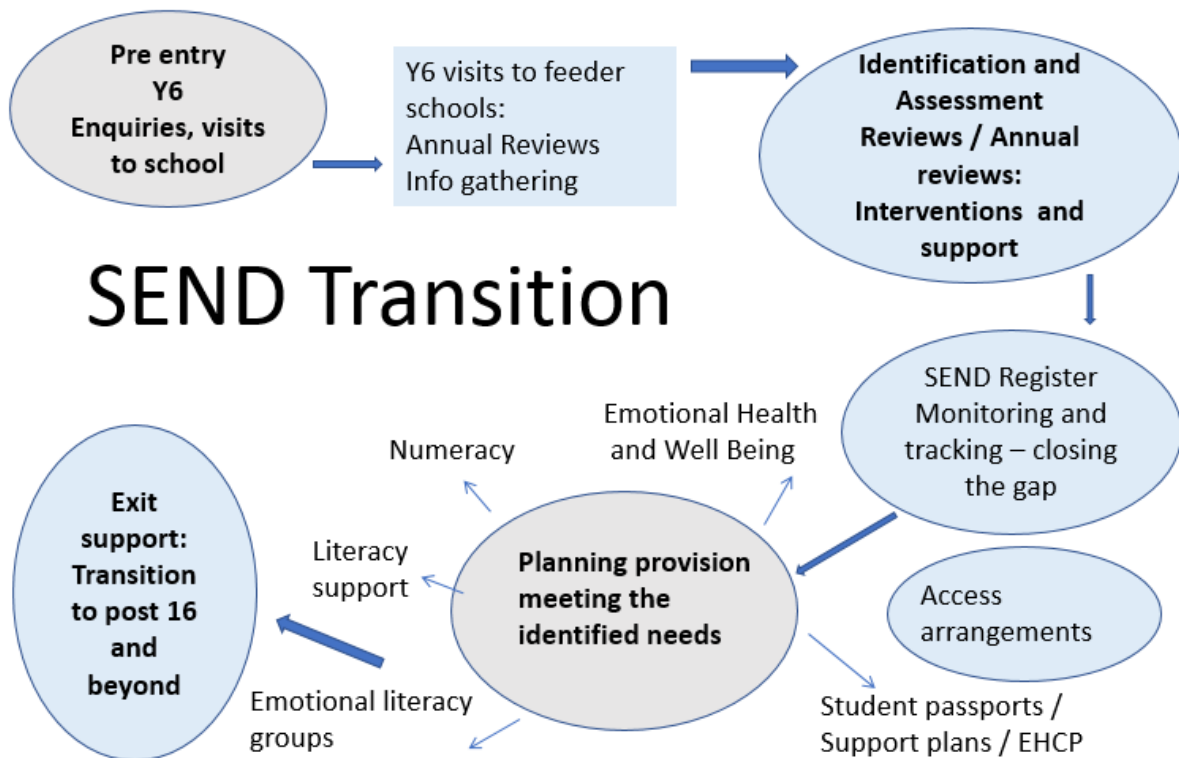 Pre entry
Y6
Enquiries, visits
to school
Y6 visits to feeder
schools:
Annual Reviews
Info gathering
Identification and
Assessment
Reviews / Annual
reviews:
Interventions and
support
SEND Transition
SEND Register
Monitoring and
tracking – closing
the gap
Emotional Health
and Well Being
Numeracy
Exit
support:
Transition
to post 16
and
beyond
Literacy
support
Planning provision
meeting the
identified needs
Access
arrangements
Emotional literacy
groups
Student passports /
Support plans / EHCP